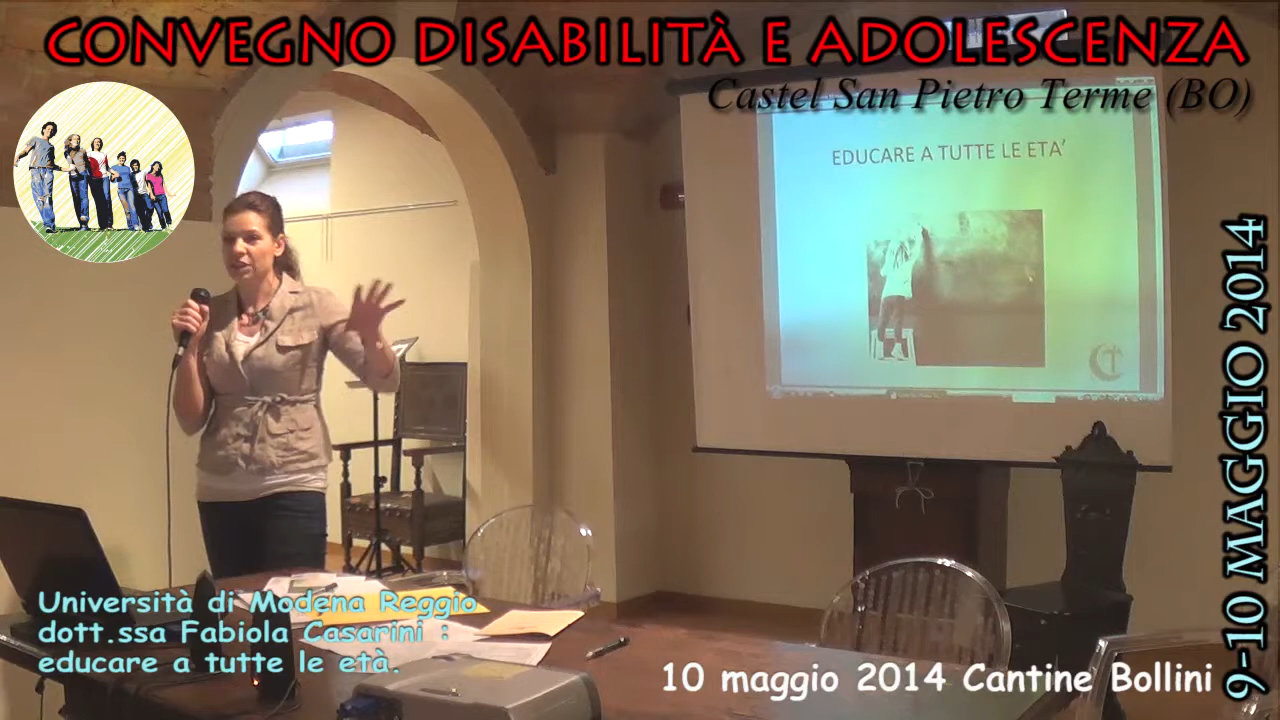 CONVEGNO DISABILITÀ E ADOLESCENZA
Castel San Pietro Terme (BO)
EDUCARE A TUTTE LE ETA'
9-10 MAGGIO 2014
Università di Modena Reggio
dott.ssa Fabiola Casarini :
educare a tutte le età.
10 maggio 2014 Cantine Bollini